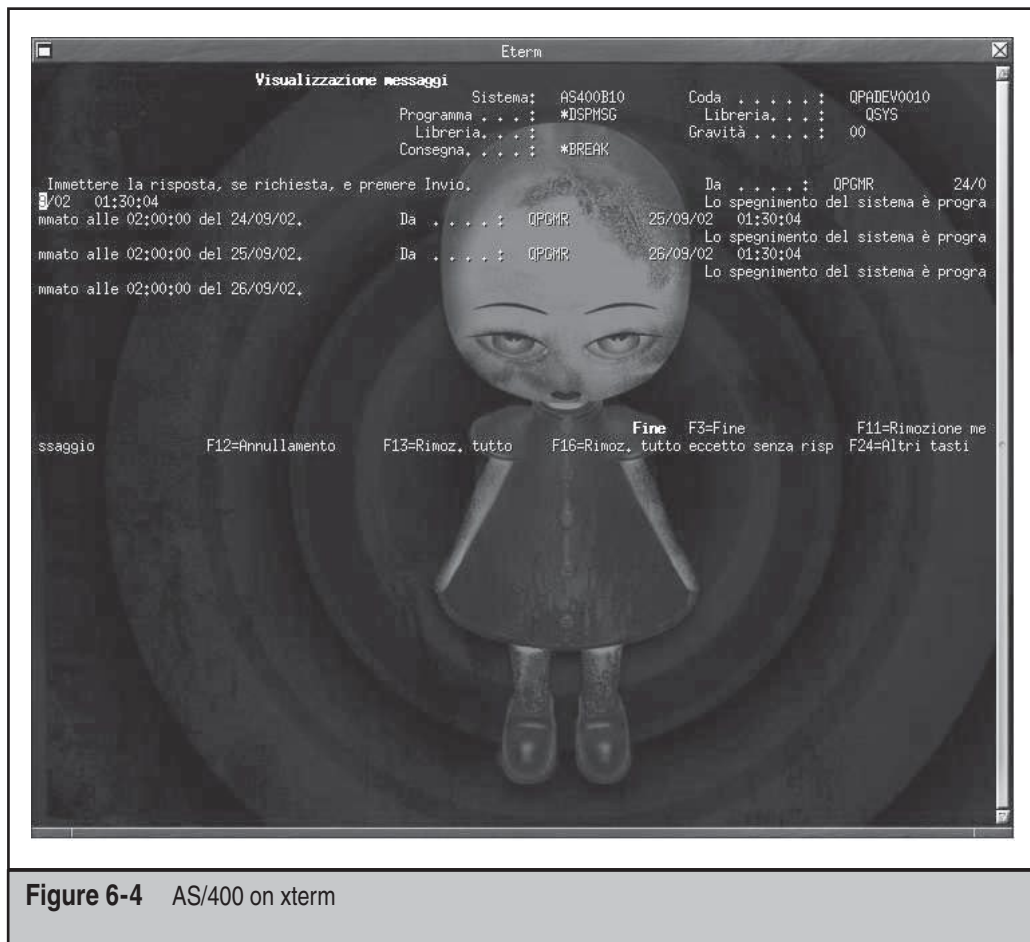 Eterm
Visualizzazione messaggi
Sistema: AS400B10 Coda . . . . . : QPADEV0010
Programma . . . : *DSPMSG Libreria. . . : QSYS
Libreria. . . : Gravità . . . . : 00
Consegna. . . . : *BREAK
Immettere la risposta, se richiesta, e premere Invio. Da . . . . : QPGMR 24/0
9/02 01:30:04 Lo spegnimento del sistema è progra
mmato alle 02:00:00 del 24/09/02. Da . . . . : QPGMR 25/09/02 01:30:04
Lo spegnimento del sistema è progra
mmato alle 02:00:00 del 25/09/02. Da . . . . : QPGMR 26/09/02 01:30:04
Lo spegnimento del sistema è progra
mmato alle 02:00:00 del 26/09/02.
Fine F3=Fine F11=Rimozione me
ssaggio F12=Annullamento F13=Rimoz. tutto F16=Rimoz. tutto eccetto senza risp F24=Altri tasti
Figure 6-4 AS/400 on xterm